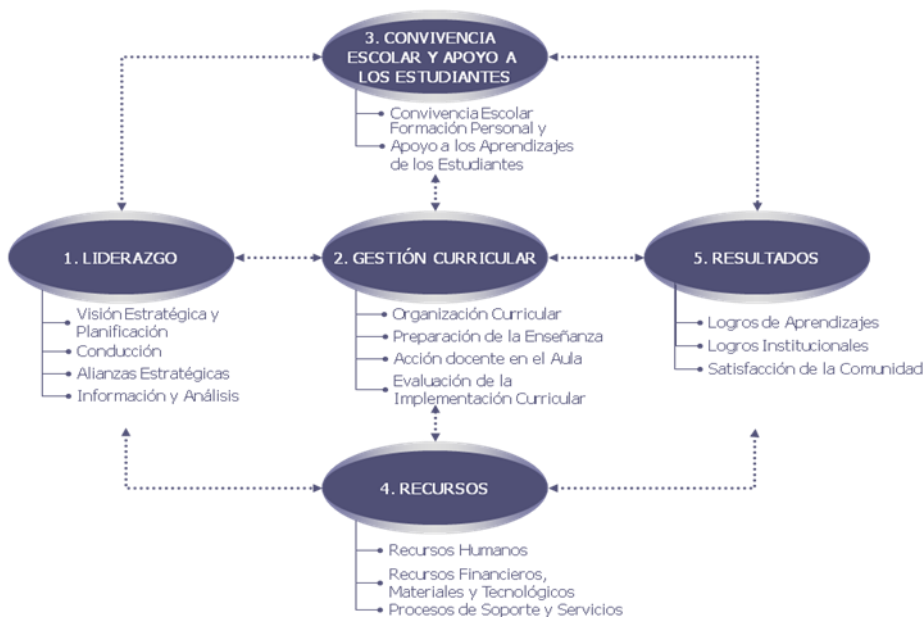 3. CONVIVENCIA
ESCOLAR Y APOYO A
LOS ESTUDIANTES
Convivencia Escolar
Formación Personal y
Apoyo a los Aprendizajes
de los Estudiantes
1. LIDERAZGO
Visión Estratégica y
Planificación
Conducción
Alianzas Estratégicas
Información y Análisis
2. GESTIÓN CURRICULAR
Organización Curricular
Preparación de la Enseñanza
Acción docente en el Aula
Evaluación de la
Implementación Curricular
5. RESULTADOS
Logros de Aprendizajes
Logros Institucionales
Satisfacción de la Comunidad
4. RECURSOS
Recursos Humanos
Recursos Financieros,
Materiales y Tecnológicos
Procesos de Soporte y Servicios